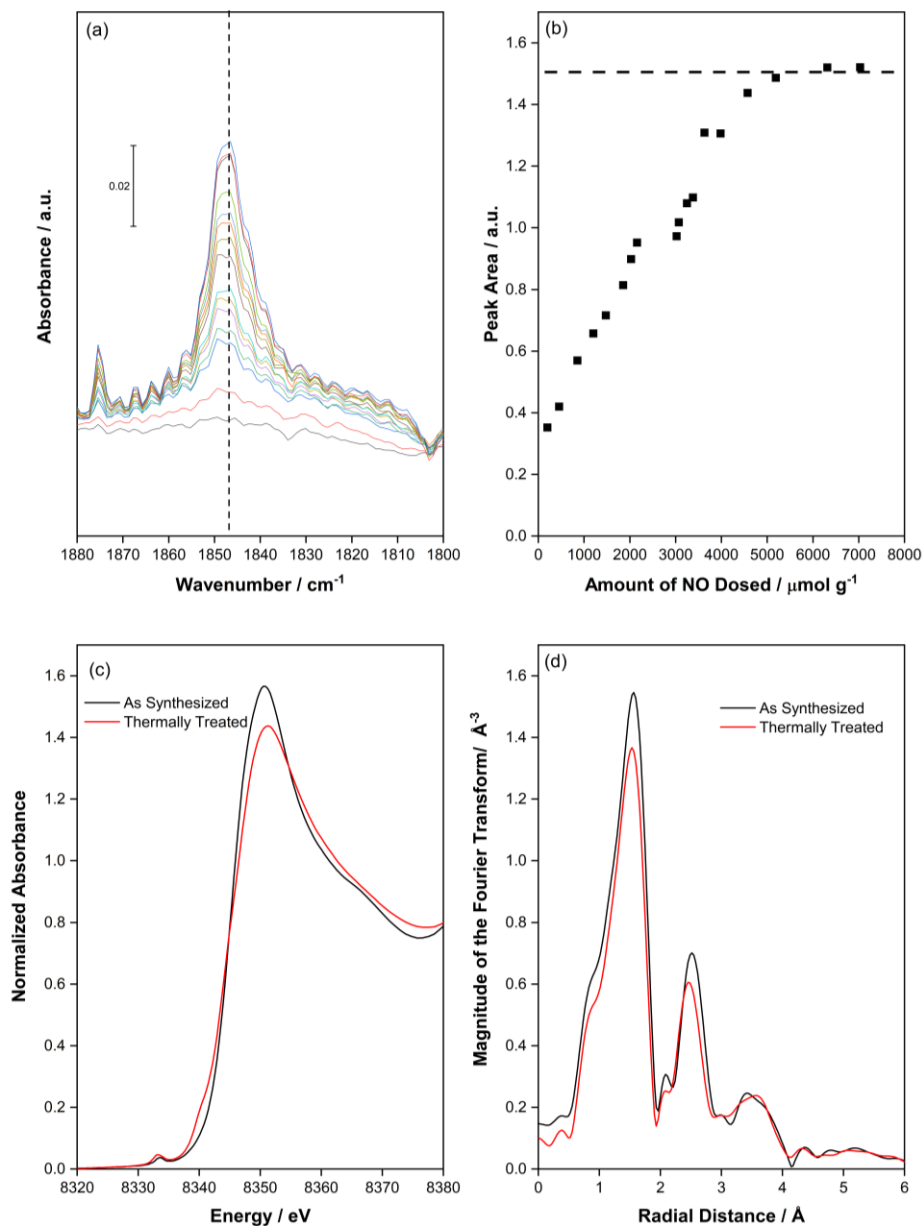 (a)
0.02
Absorbance / a.u.
1880 1870 1860 1850 1840 1830 1820 1810 1800
Wavenumber / cm⁻¹
(b)
1.6
1.4
1.2
1.0
0.8
0.6
0.4
0.2
0.0
Peak Area / a.u.
0 1000 2000 3000 4000 5000 6000 7000 8000
Amount of NO Dosed / μmol g⁻¹
(c)
As Synthesized
Thermally Treated
1.6
1.4
1.2
1.0
0.8
0.6
0.4
0.2
0.0
Normalized Absorbance
8320 8330 8340 8350 8360 8370 8380
Energy / eV
(d)
As Synthesized
Thermally Treated
1.6
1.4
1.2
1.0
0.8
0.6
0.4
0.2
0.0
Magnitude of the Fourier Transform/ Å⁻³
0 1 2 3 4 5 6
Radial Distance / Å